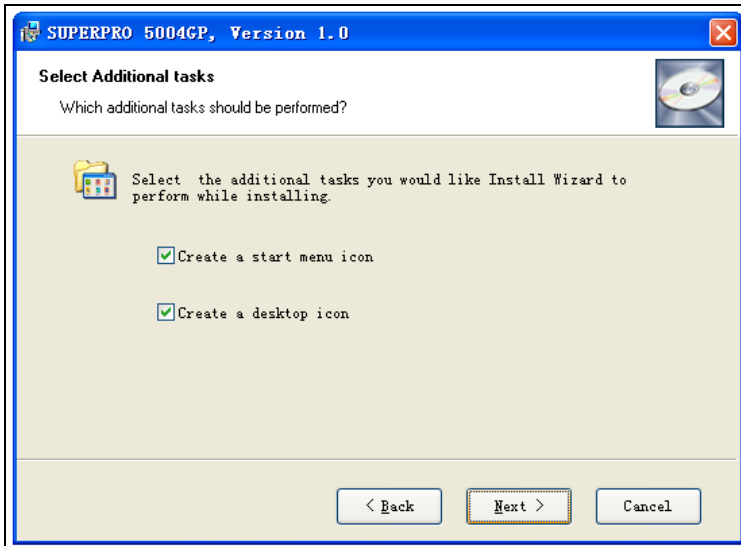 SUPERPRO 5004GP, Version 1.0
Select Additional tasks
Which additional tasks should be performed?
Select  the additional tasks you would like Install Wizard to
perform while installing.
Create a start menu icon
Create a desktop icon
< Back
Next >
Cancel